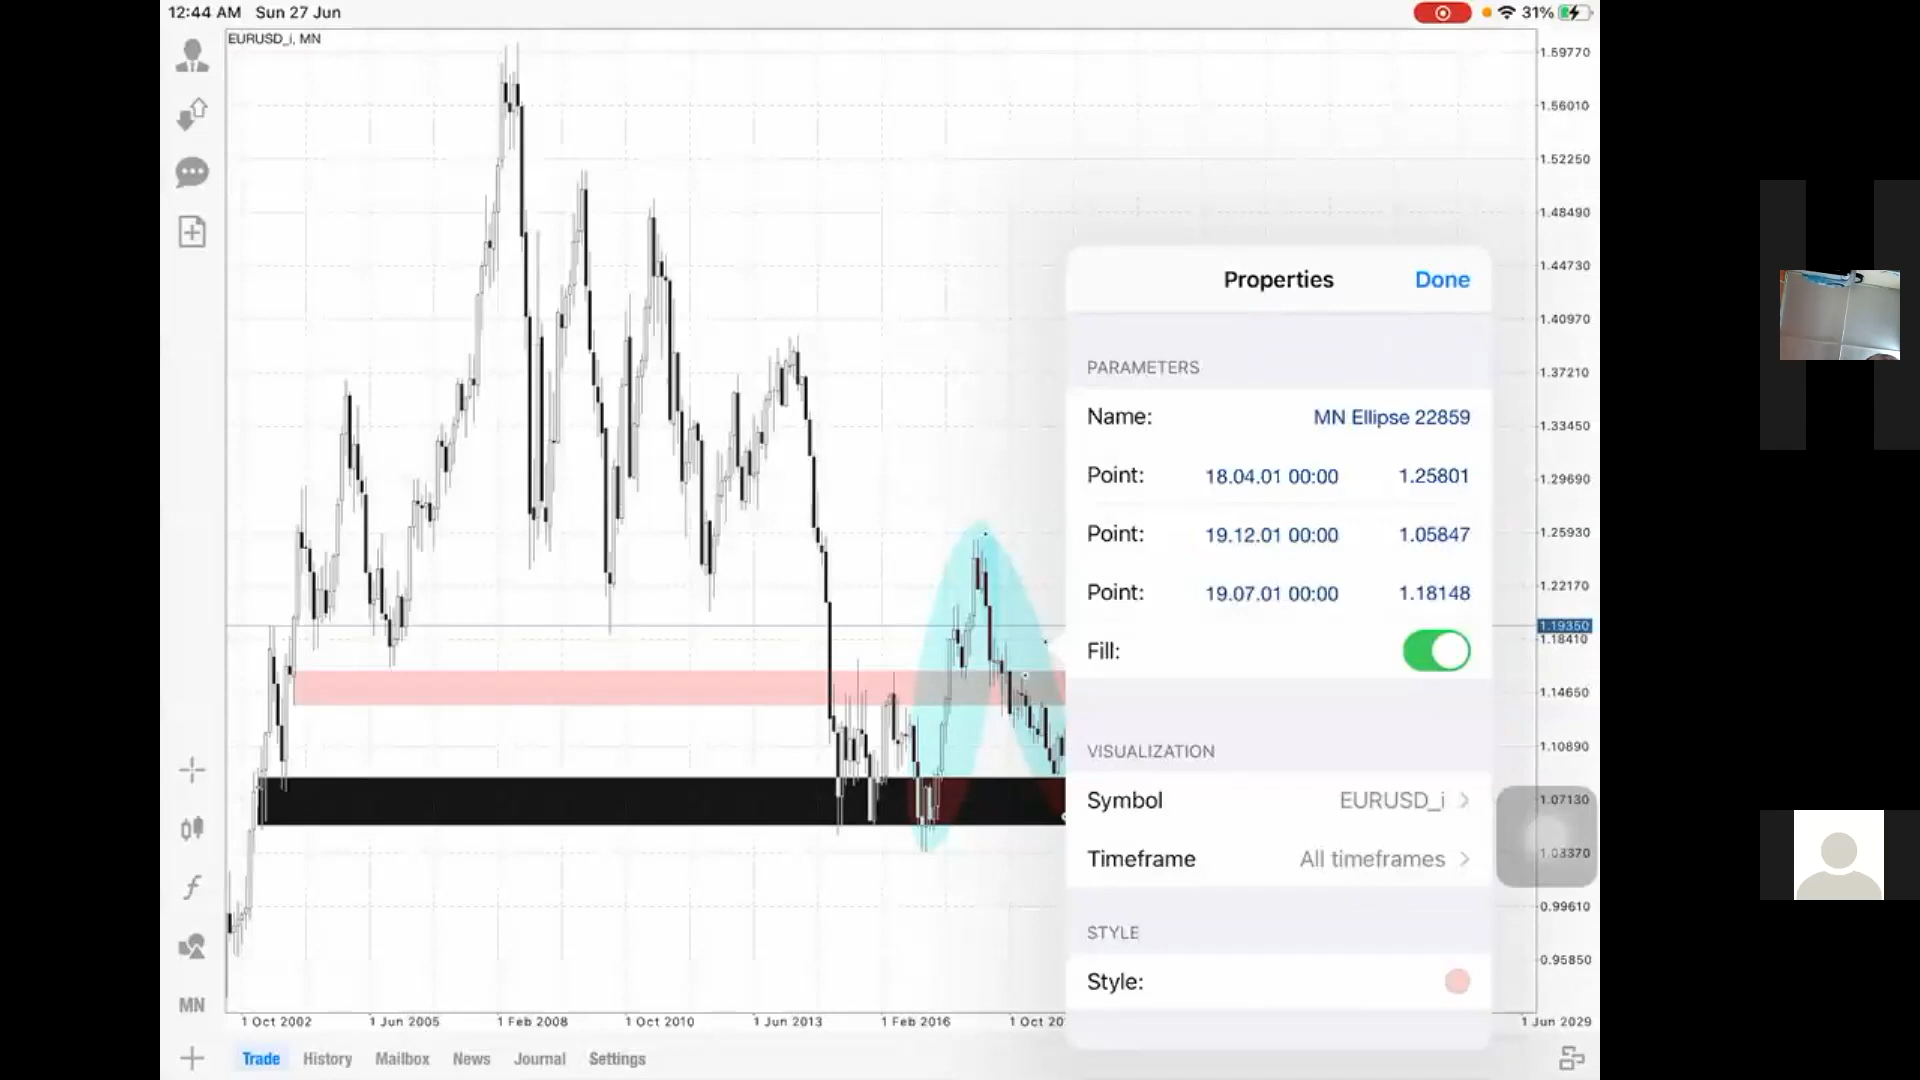 12:44 AM Sun 27 Jun
31%
EURUSD_i, MN
1.59770
1.56010
1.52250
1.48490
1.44730
1.40970
1.37210
1.33450
1.29690
1.25930
1.22170
1.19350
1.18410
1.14650
1.10890
1.07130
1.03370
0.99610
0.95850
Properties
Done
PARAMETERS
Name: MN Ellipse 22859
Point: 18.04.01 00:00 1.25801
Point: 19.12.01 00:00 1.05847
Point: 19.07.01 00:00 1.18148
Fill:
VISUALIZATION
Symbol EURUSD_i
Timeframe All timeframes
STYLE
Style:
f
MN
1 Oct 2002 1 Jun 2005 1 Feb 2008 1 Oct 2010 1 Jun 2013 1 Feb 2016 1 Oct 20 1 Jun 2029
Trade History Mailbox News Journal Settings